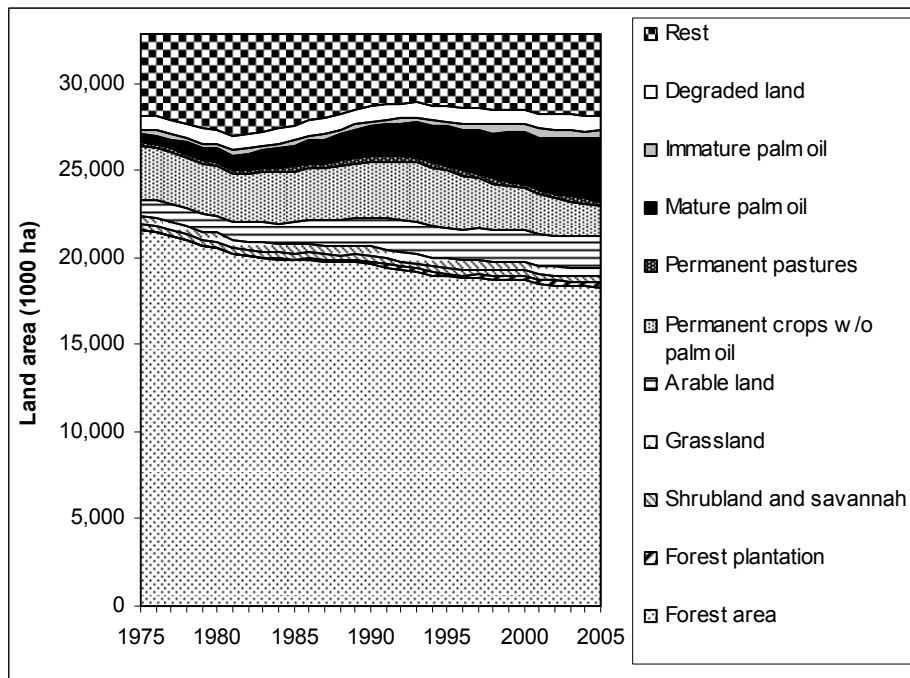 30,000
25,000
20,000
15,000
10,000
5,000
0
Land area (1000 ha)
1975 1980 1985 1990 1995 2000 2005
Rest
Degraded land
Immature palm oil
Mature palm oil
Permanent pastures
Permanent crops w/o
palm oil
Arable land
Grassland
Shrubland and savannah
Forest plantation
Forest area